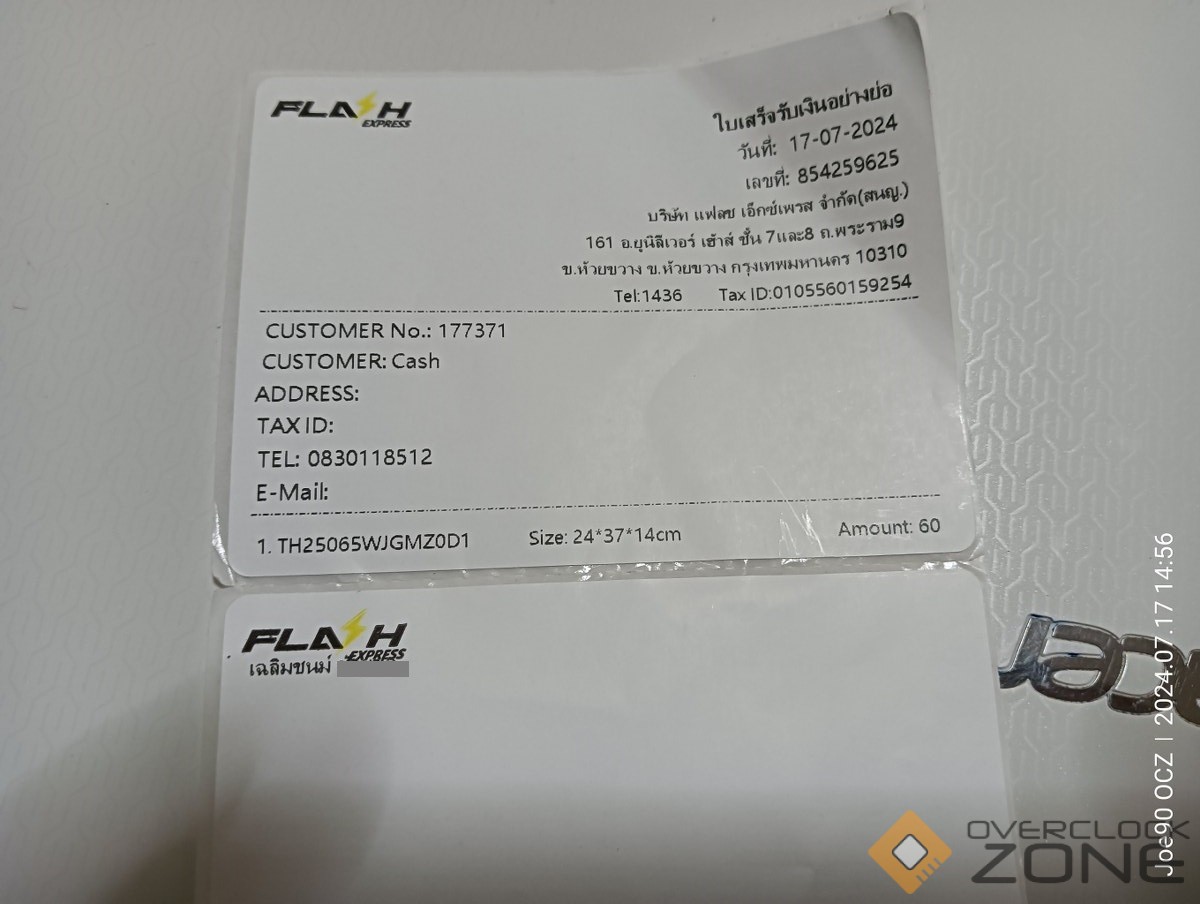 FLASH EXPRESS
ใบเสร็จรับเงินอย่างย่อ
วันที่: 17-07-2024
เลขที่: 854259625
บริษัท แฟลช เอ็กซ์เพรส จำกัด(สนญ.)
161 อ.ยูนิลีเวอร์ เฮ้าส์ ชั้น 7และ8 ถ.พระราม9
ข.ห้วยขวาง ข.ห้วยขวาง กรุงเทพมหานคร 10310
Tel:1436 Tax ID:0105560159254
CUSTOMER No.: 177371
CUSTOMER: Cash
ADDRESS:
TAX ID:
TEL: 0830118512
E-Mail:
1. TH25065WJGMZ0D1 Size: 24*37*14cm Amount: 60
FLASH EXPRESS
เฉลิมชนม์
acer
Joe90 OCZ | 2024.07.17 14:56
OVERCLOCK
ZONE